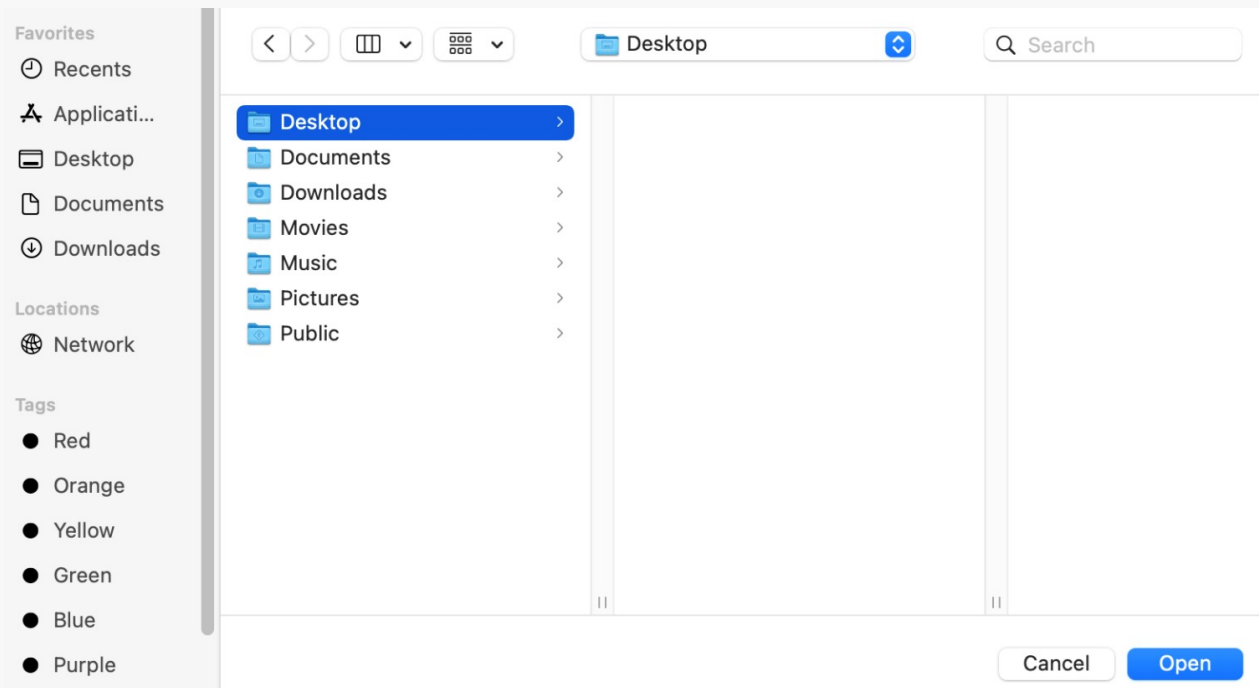 Favorites
Recents
Applicati...
Desktop
Documents
Downloads
Locations
Network
Tags
Red
Orange
Yellow
Green
Blue
Purple
Desktop
Search
Desktop
Documents
Downloads
Movies
Music
Pictures
Public
Cancel
Open